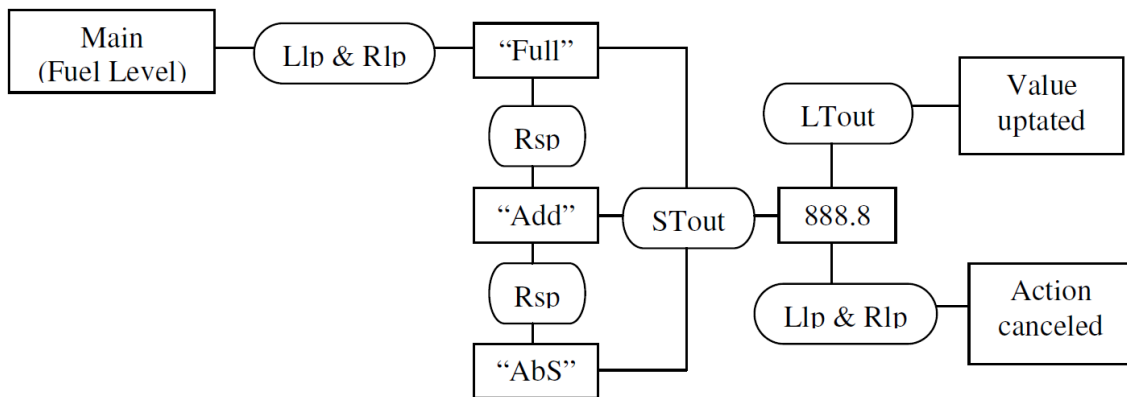 Main
(Fuel Level)
Llp & Rlp
“Full”
Rsp
“Add”
Rsp
“AbS”
STout
888.8
LTout
Value
uptated
Llp & Rlp
Action
canceled